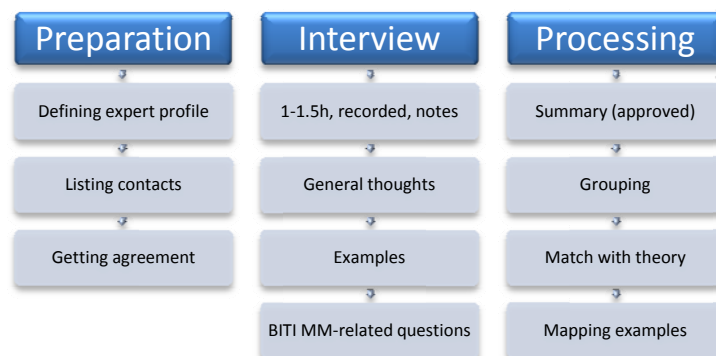 Preparation
Defining expert profile
Listing contacts
Getting agreement
Interview
1-1.5h, recorded, notes
General thoughts
Examples
BITI MM-related questions
Processing
Summary (approved)
Grouping
Match with theory
Mapping examples